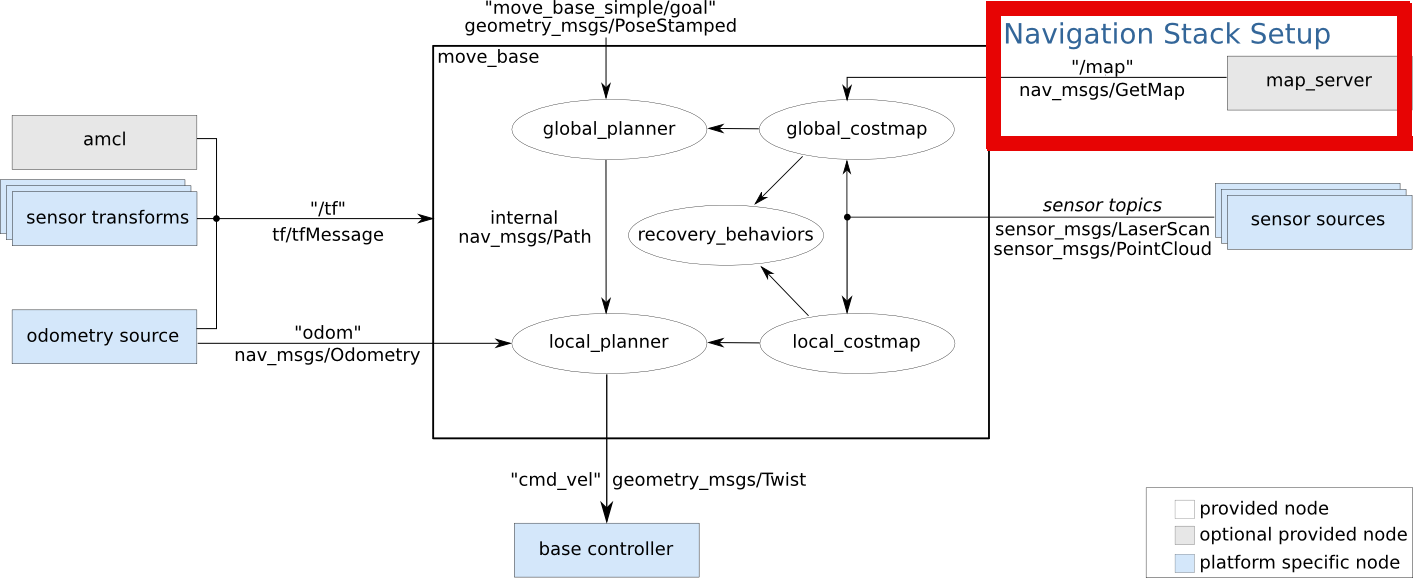 "move_base_simple/goal"
geometry_msgs/PoseStamped
Navigation Stack Setup
move_base
"/map"
nav_msgs/GetMap
map_server
global_planner
global_costmap
amcl
sensor transforms
"/tf"
tf/tfMessage
internal
nav_msgs/Path
recovery_behaviors
sensor topics
sensor_msgs/LaserScan
sensor_msgs/PointCloud
sensor sources
odometry source
"odom"
nav_msgs/Odometry
local_planner
local_costmap
"cmd_vel" geometry_msgs/Twist
base controller
provided node
optional provided node
platform specific node